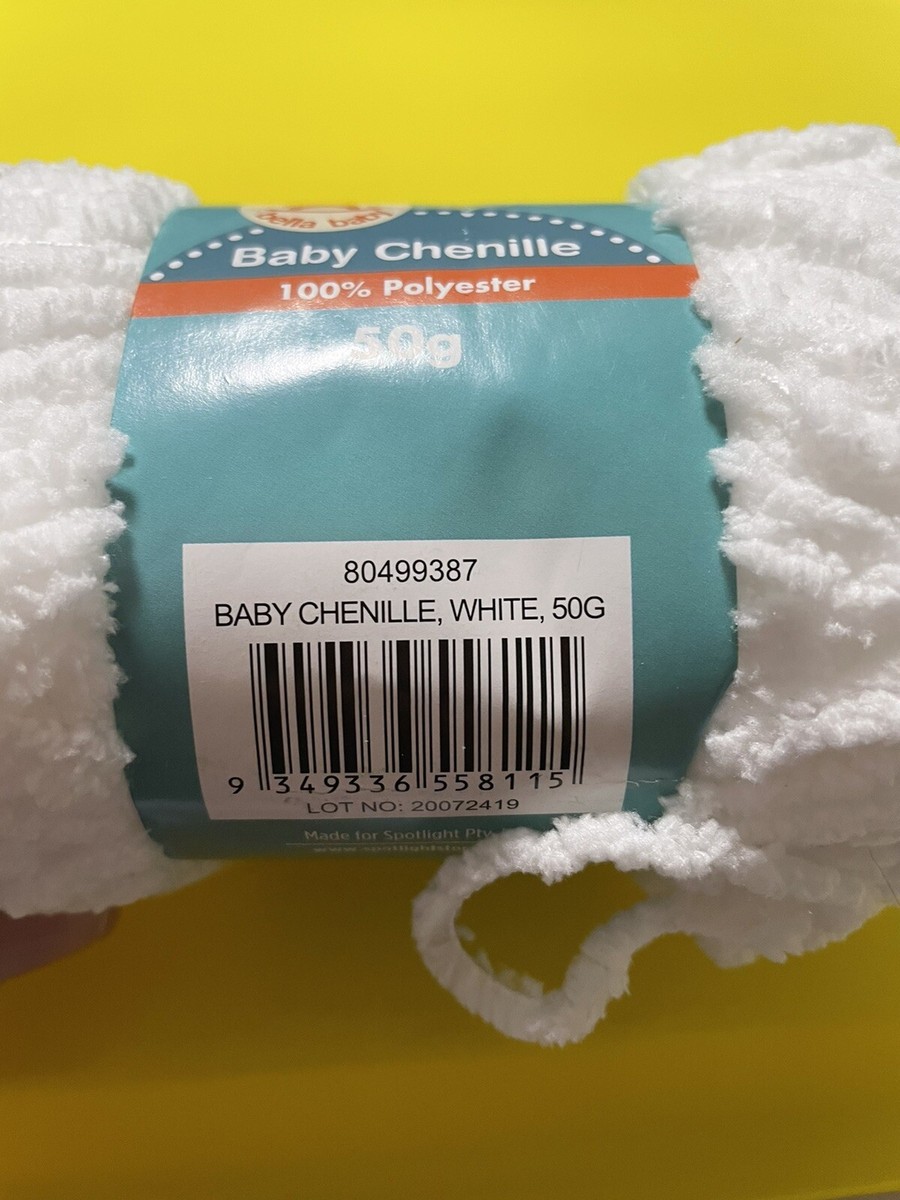 bella baby
Baby Chenille
100% Polyester
50g
80499387
BABY CHENILLE, WHITE, 50G
9 349336 558115
LOT NO: 20072419
Made for Spotlight Pty